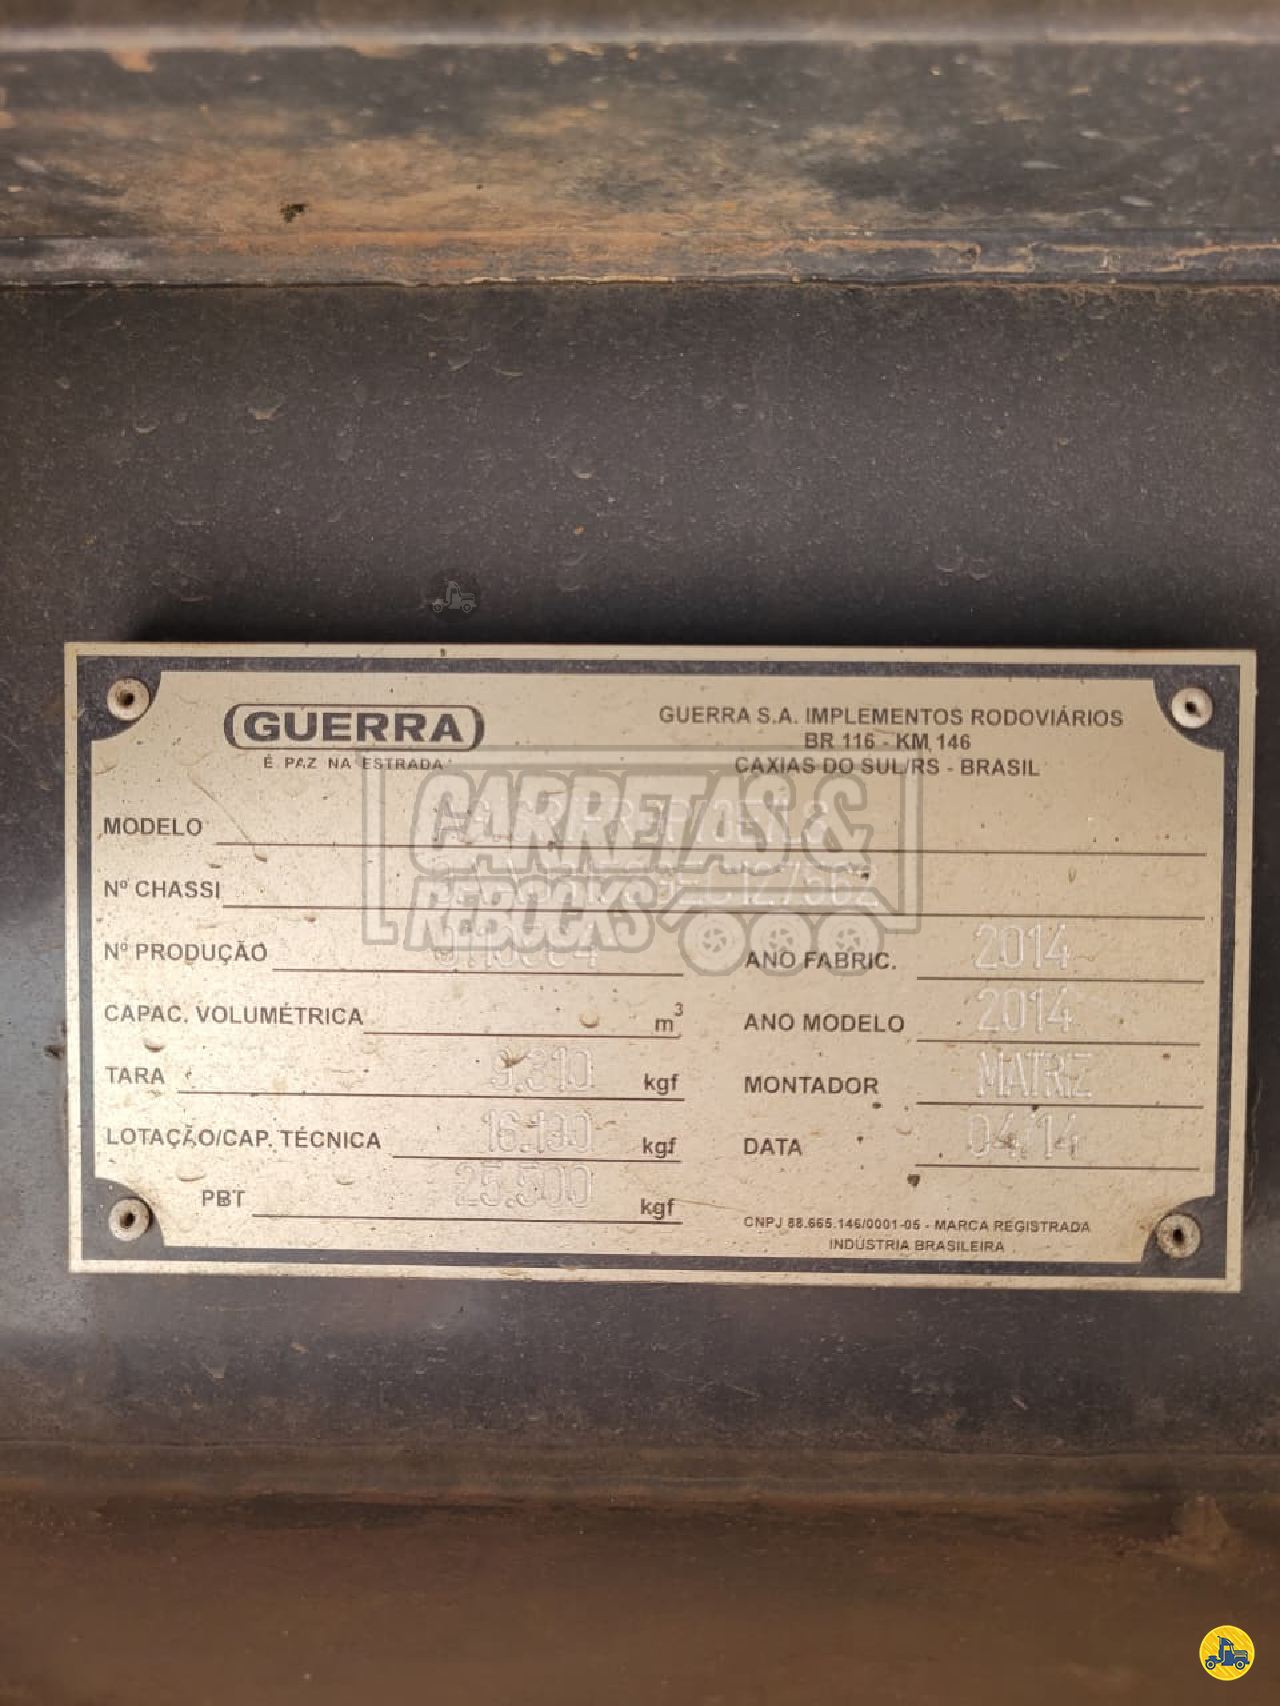 GUERRA
É PAZ NA ESTRADA
GUERRA S.A. IMPLEMENTOS RODOVIÁRIOS
BR 116 - KM 146
CAXIAS DO SUL/RS - BRASIL
CARRETAS &
REBOCKS
MODELO
Nº CHASSI
Nº PRODUÇÃO
ANO FABRIC. 2014
CAPAC. VOLUMÉTRICA m³
ANO MODELO 2014
TARA 9.310 kgf
MONTADOR MATRIZ
LOTAÇÃO/CAP. TÉCNICA 16.190 kgf
DATA 04/14
PBT 25.500 kgf
CNPJ 88.665.146/0001-05 - MARCA REGISTRADA
INDÚSTRIA BRASILEIRA